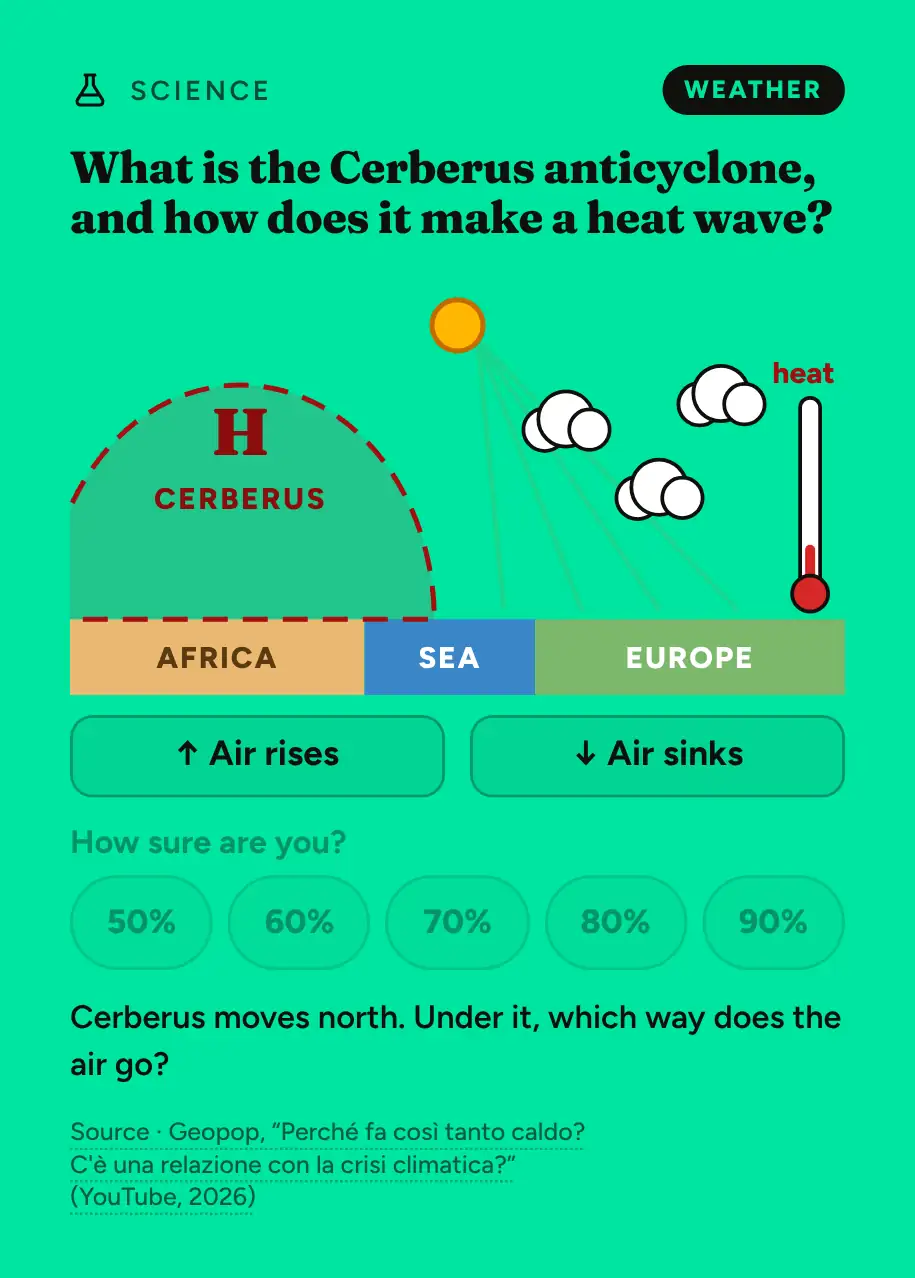 SCIENCE
WEATHER
What is the Cerberus anticyclone,
and how does it make a heat wave?
heat
H
CERBERUS
AFRICA
SEA
EUROPE
↑ Air rises
↓ Air sinks
How sure are you?
50%
60%
70%
80%
90%
Cerberus moves north. Under it, which way does the
air go?
Source · Geopop, “Perché fa così tanto caldo?
C'è una relazione con la crisi climatica?”
(YouTube, 2026)